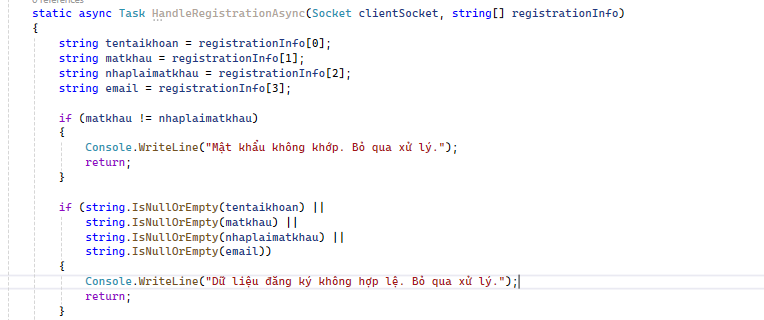 0 references
static async Task HandleRegistrationAsync(Socket clientSocket, string[] registrationInfo)
{
string tentaikhoan = registrationInfo[0];
string matkhau = registrationInfo[1];
string nhaplaimatkhau = registrationInfo[2];
string email = registrationInfo[3];
if (matkhau != nhaplaimatkhau)
{
Console.WriteLine("Mật khẩu không khớp. Bỏ qua xử lý.");
return;
}
if (string.IsNullOrEmpty(tentaikhoan) ||
string.IsNullOrEmpty(matkhau) ||
string.IsNullOrEmpty(nhaplaimatkhau) ||
string.IsNullOrEmpty(email))
{
Console.WriteLine("Dữ liệu đăng ký không hợp lệ. Bỏ qua xử lý.");
return;
}